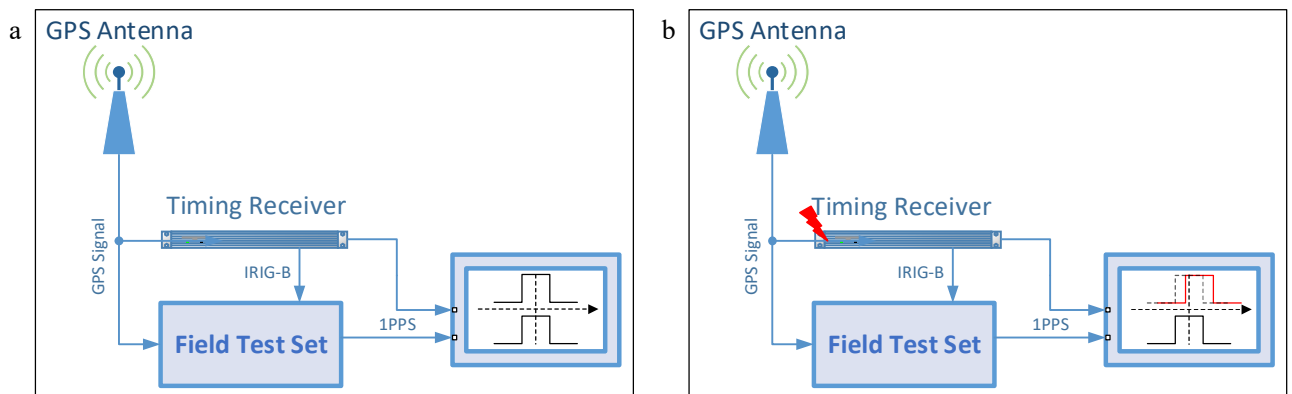 a
GPS Antenna
Timing Receiver
GPS Signal
IRIG-B
1PPS
Field Test Set
b
GPS Antenna
Timing Receiver
GPS Signal
IRIG-B
1PPS
Field Test Set